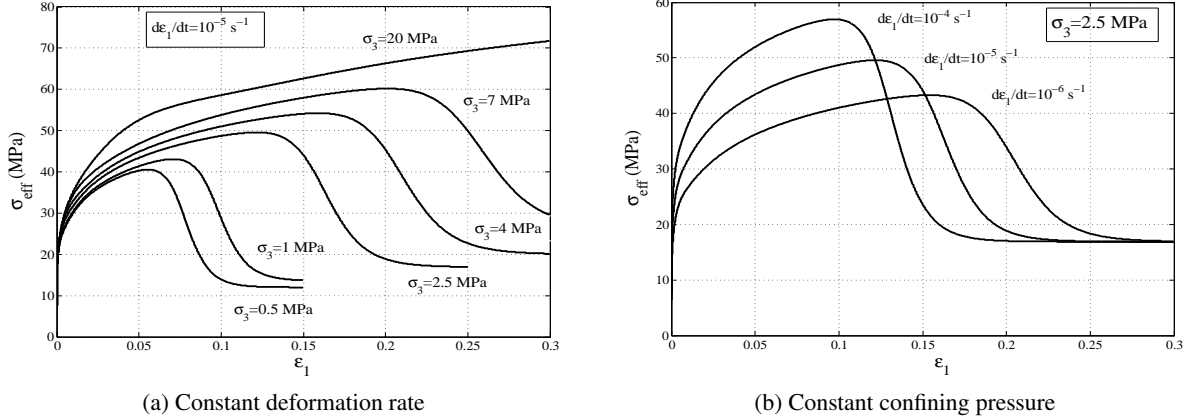 dε₁/dt=10⁻⁵ s⁻¹
σ₃=20 MPa
σ₃=7 MPa
σ₃=4 MPa
σ₃=1 MPa
σ₃=2.5 MPa
σ₃=0.5 MPa
80
70
60
50
40
30
20
10
0
σeff (MPa)
0 0.05 0.1 0.15 0.2 0.25 0.3
ε₁
(a) Constant deformation rate
dε₁/dt=10⁻⁴ s⁻¹
σ₃=2.5 MPa
dε₁/dt=10⁻⁵ s⁻¹
dε₁/dt=10⁻⁶ s⁻¹
60
50
40
30
20
10
0
σeff (MPa)
0 0.05 0.1 0.15 0.2 0.25 0.3
ε₁
(b) Constant confining pressure